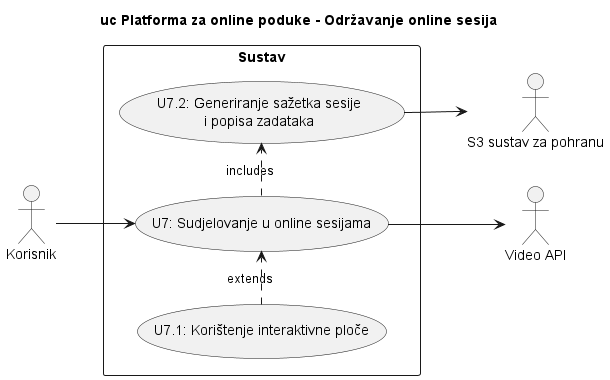 uc Platforma za online poduke - Održavanje online sesija
Sustav
U7.2: Generiranje sažetka sesije
i popisa zadataka
S3 sustav za pohranu
includes
U7: Sudjelovanje u online sesijama
Korisnik
Video API
extends
U7.1: Korištenje interaktivne ploče